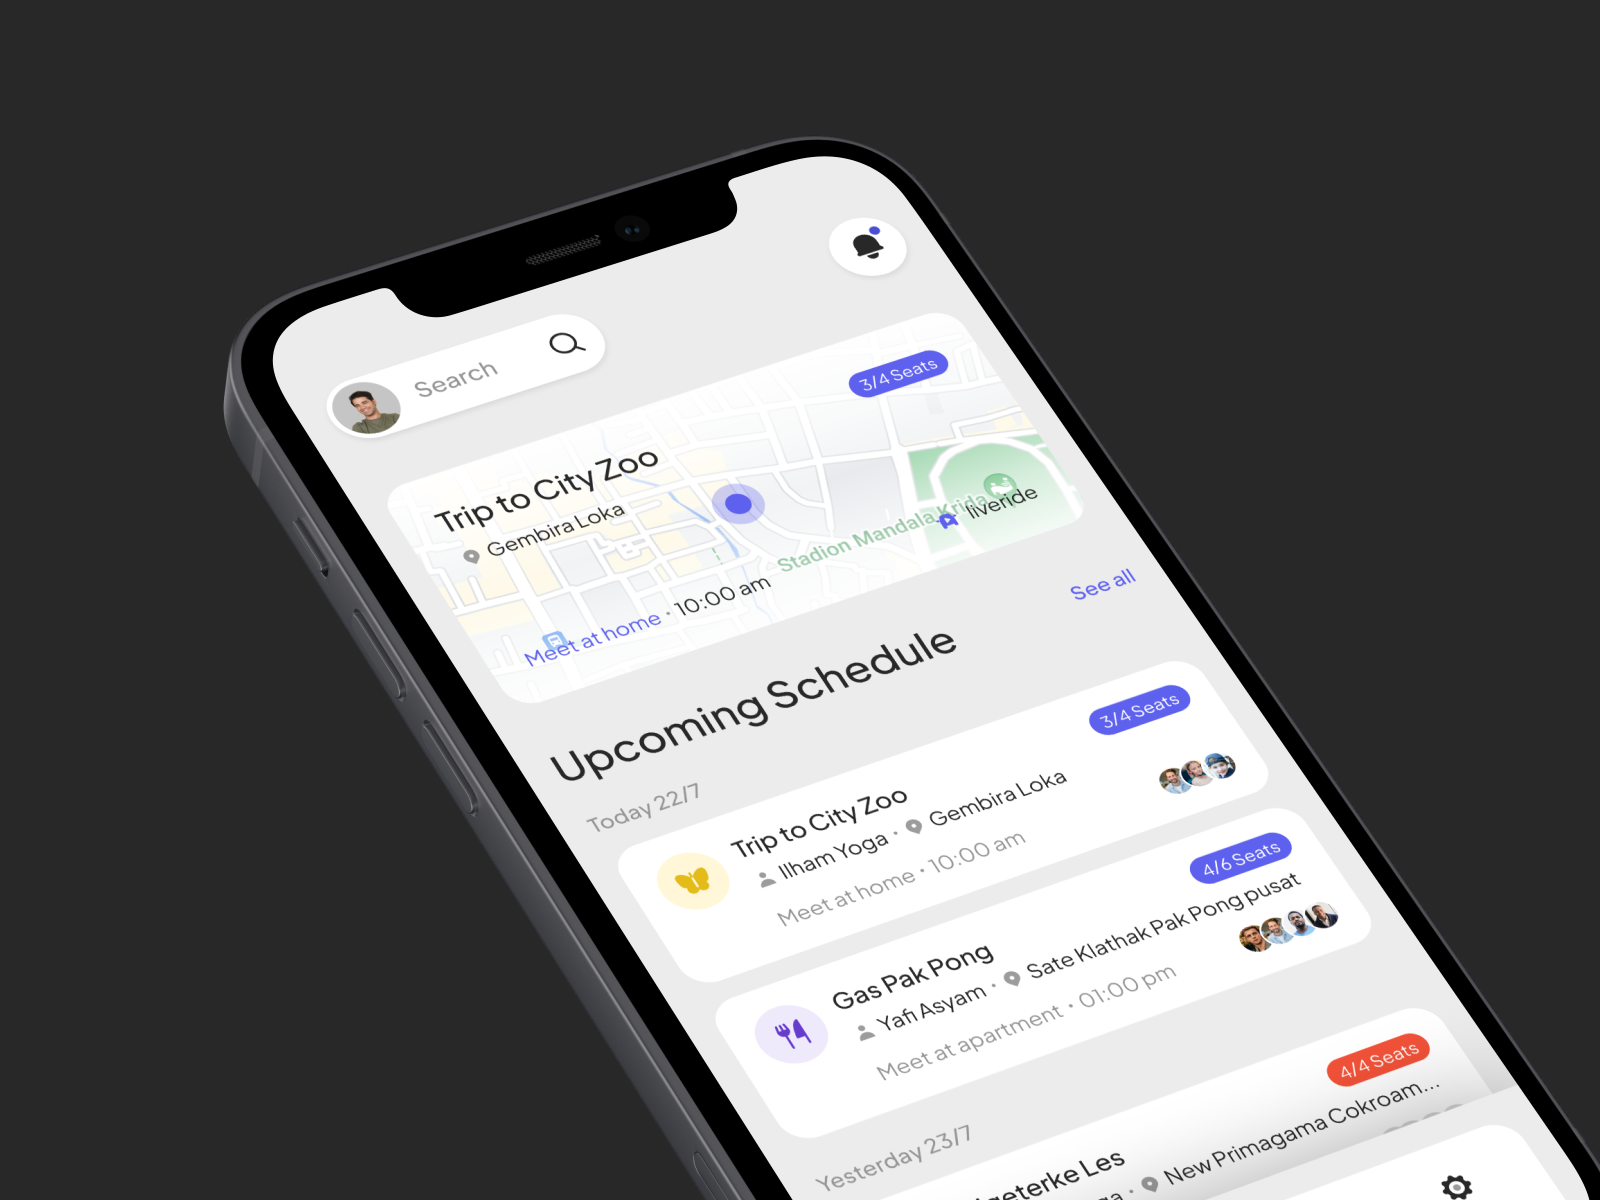 Search
3/4 Seats
Trip to City Zoo
Gembira Loka
Stadion Mandala Krida
liveride
Meet at home • 10:00 am
Upcoming Schedule
See all
Today 22/7
3/4 Seats
Trip to City Zoo
Ilham Yoga • Gembira Loka
Meet at home • 10:00 am
4/6 Seats
Gas Pak Pong
Yafi Asyam • Sate Klathak Pak Pong pusat
Meet at apartment • 01:00 pm
Yesterday 23/7
4/4 Seats
Les
New Primagama Cokroam...